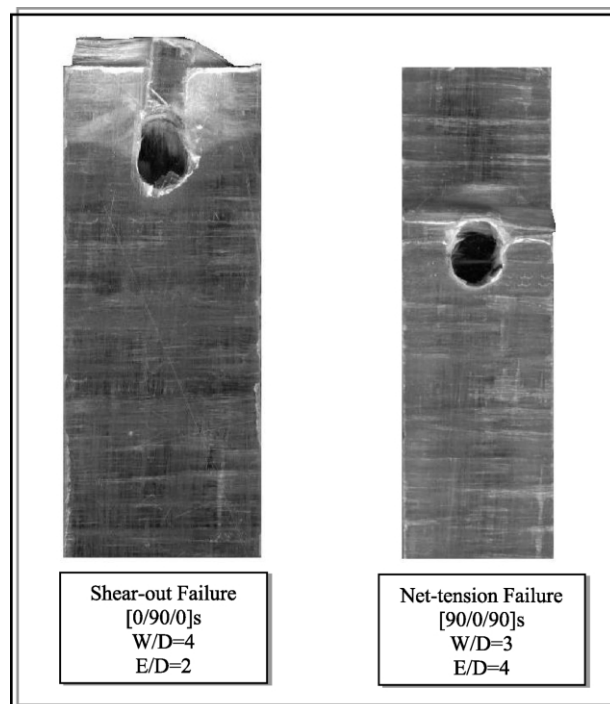 Shear-out Failure
[0/90/0]s
W/D=4
E/D=2
Net-tension Failure
[90/0/90]s
W/D=3
E/D=4